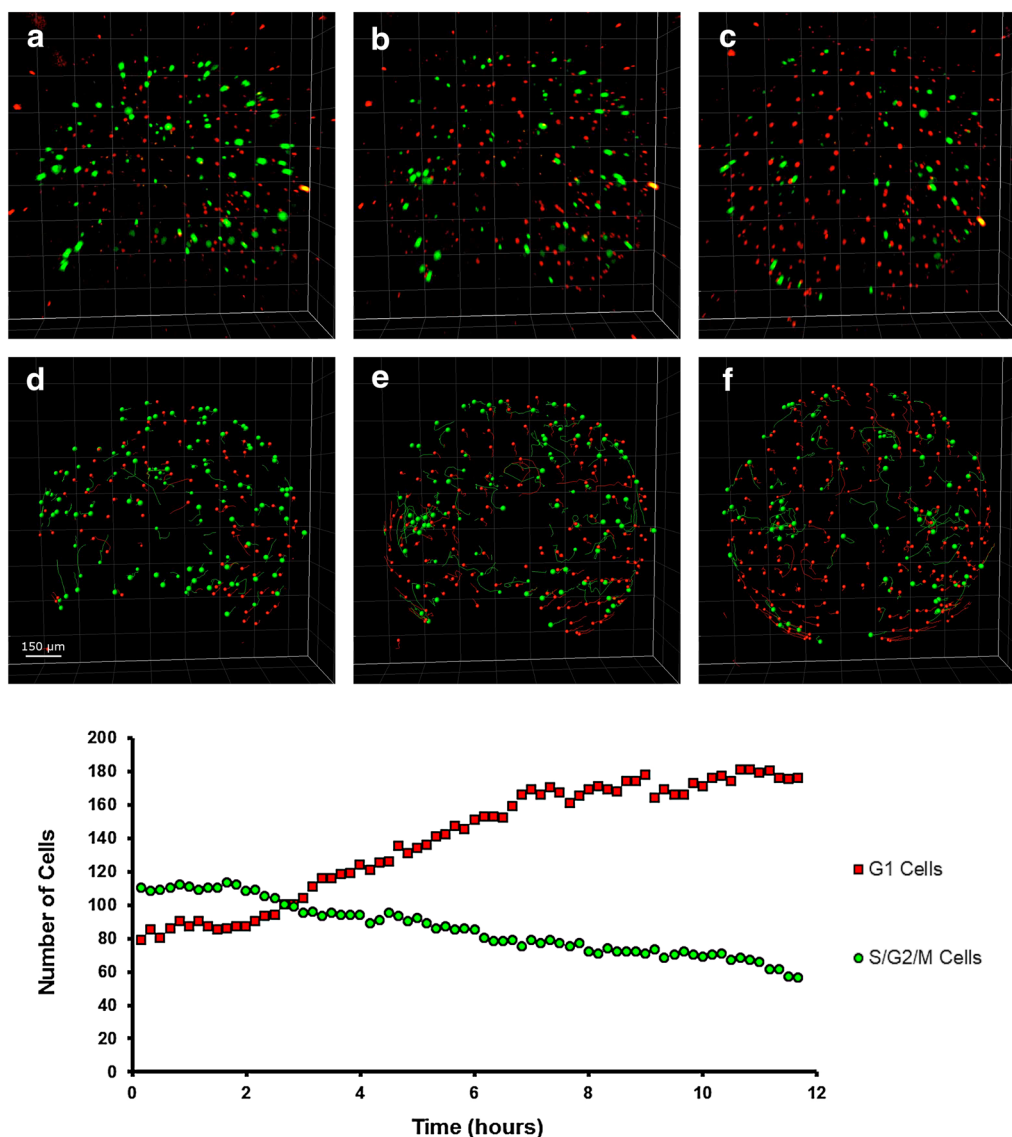 a
b
c
d
e
f
150 µm
200
180
160
140
120
100
80
60
40
20
0
0 2 4 6 8 10 12
Number of Cells
Time (hours)
G1 Cells
S/G2/M Cells